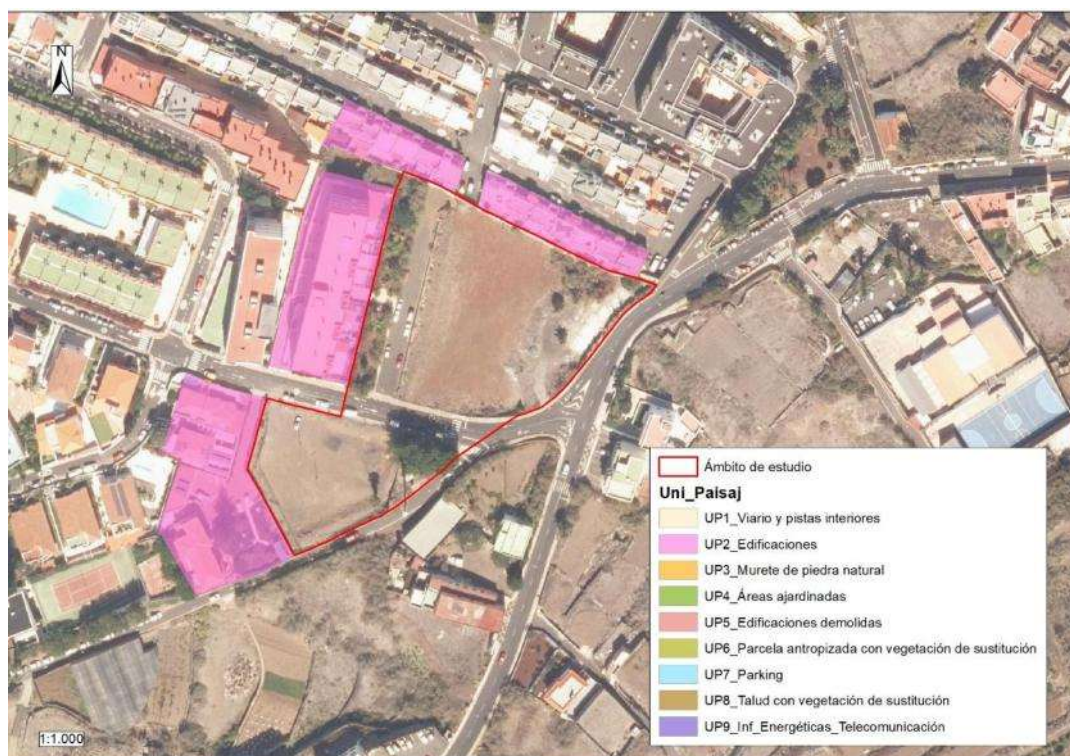 N
Ámbito de estudio
Uni_Paisaj
UP1_Viario y pistas interiores
UP2_Edificaciones
UP3_Murete de piedra natural
UP4_Áreas ajardinadas
UP5_Edificaciones demolidas
UP6_Parcela antropizada con vegetación de sustitución
UP7_Parking
UP8_Talud con vegetación de sustitución
UP9_Inf_Energéticas_Telecomunicación
1:1.000